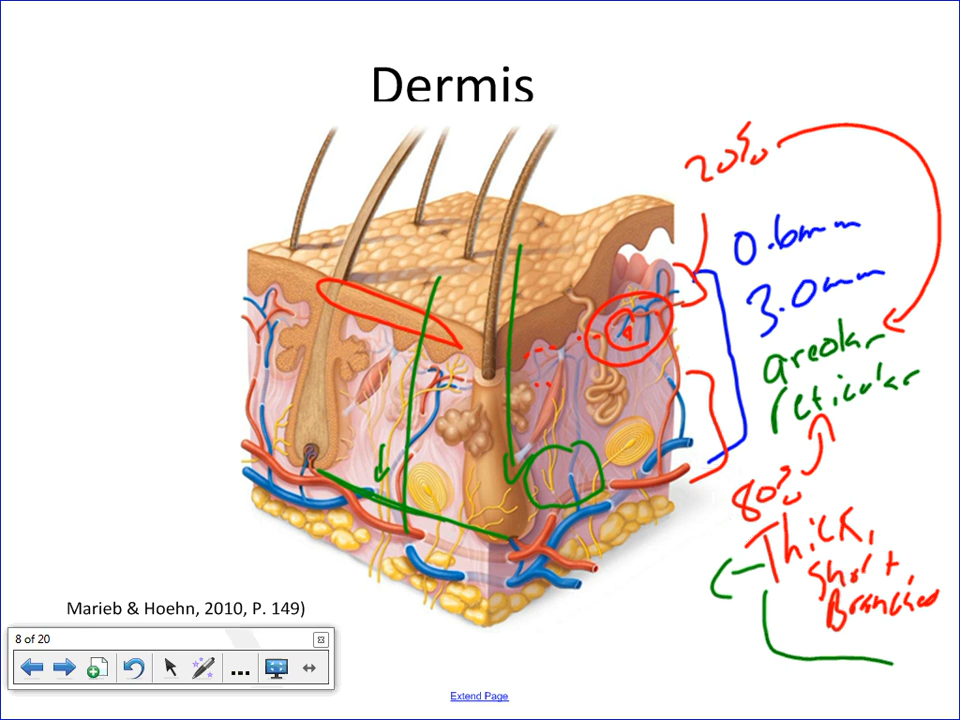 Dermis
20%
0.6mm
3.0mm
areolar
reticular
80%
Thick,
Short,
Branched
Marieb & Hoehn, 2010, P. 149)
8 of 20
...
Extend Page